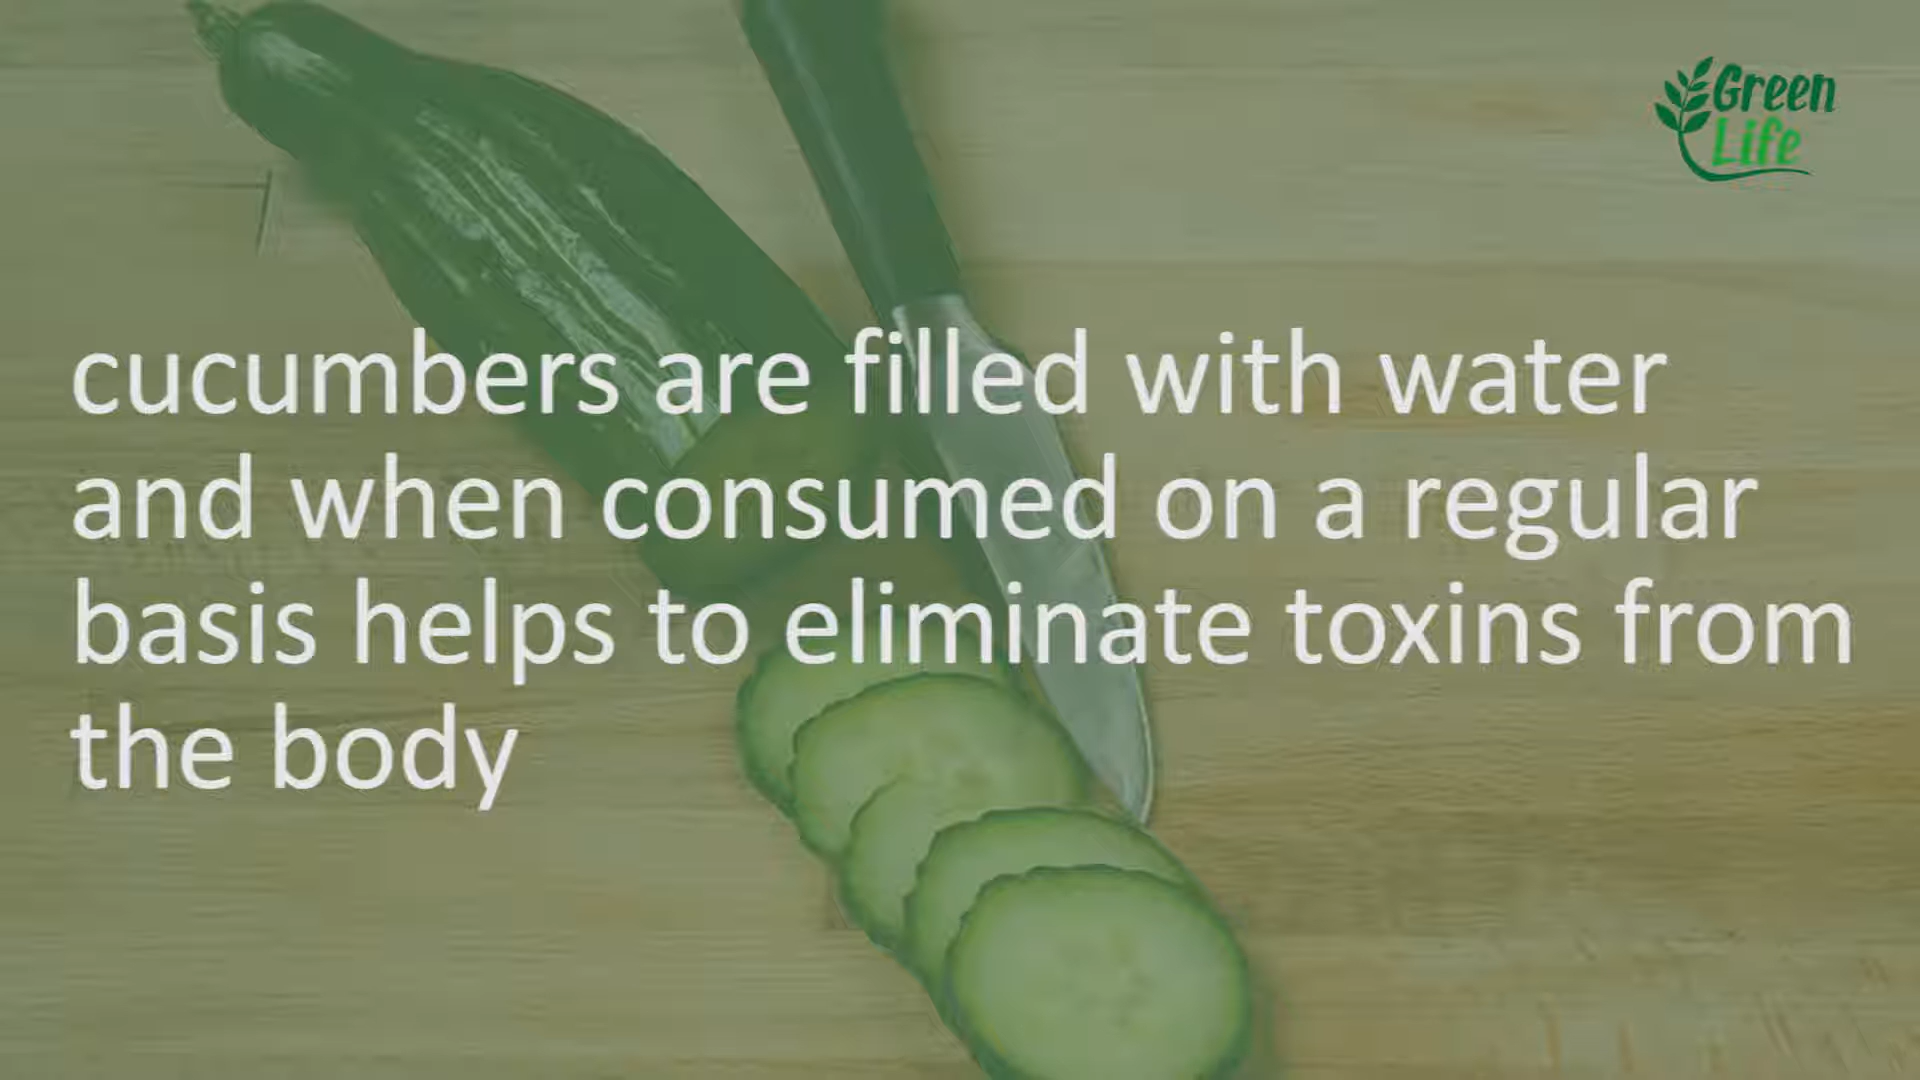 Green
Life
cucumbers are filled with water
and when consumed on a regular
basis helps to eliminate toxins from
the body